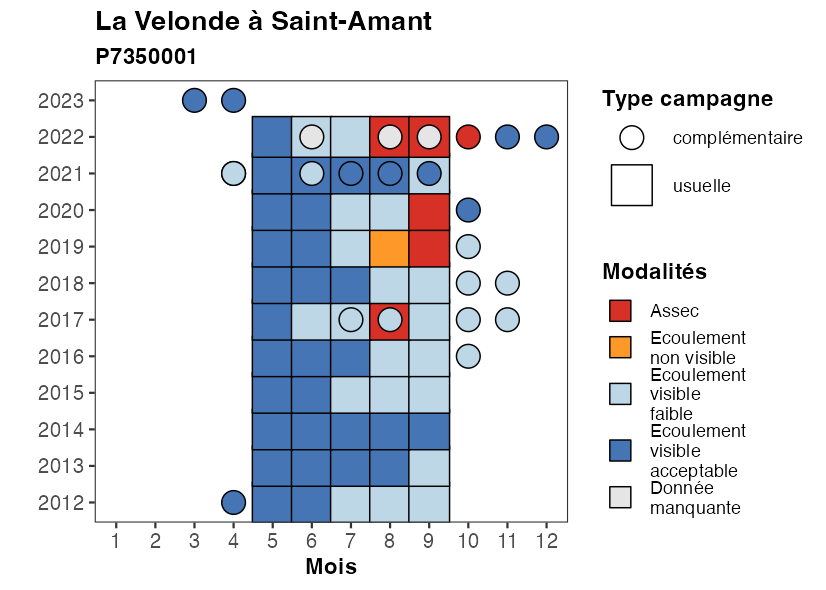 La Velonde à Saint-Amant
P7350001
2023
2022
2021
2020
2019
2018
2017
2016
2015
2014
2013
2012
1 2 3 4 5 6 7 8 9 10 11 12
Mois
Type campagne
complémentaire
usuelle
Modalités
Assec
Ecoulement
non visible
Ecoulement
visible
faible
Ecoulement
visible
acceptable
Donnée
manquante